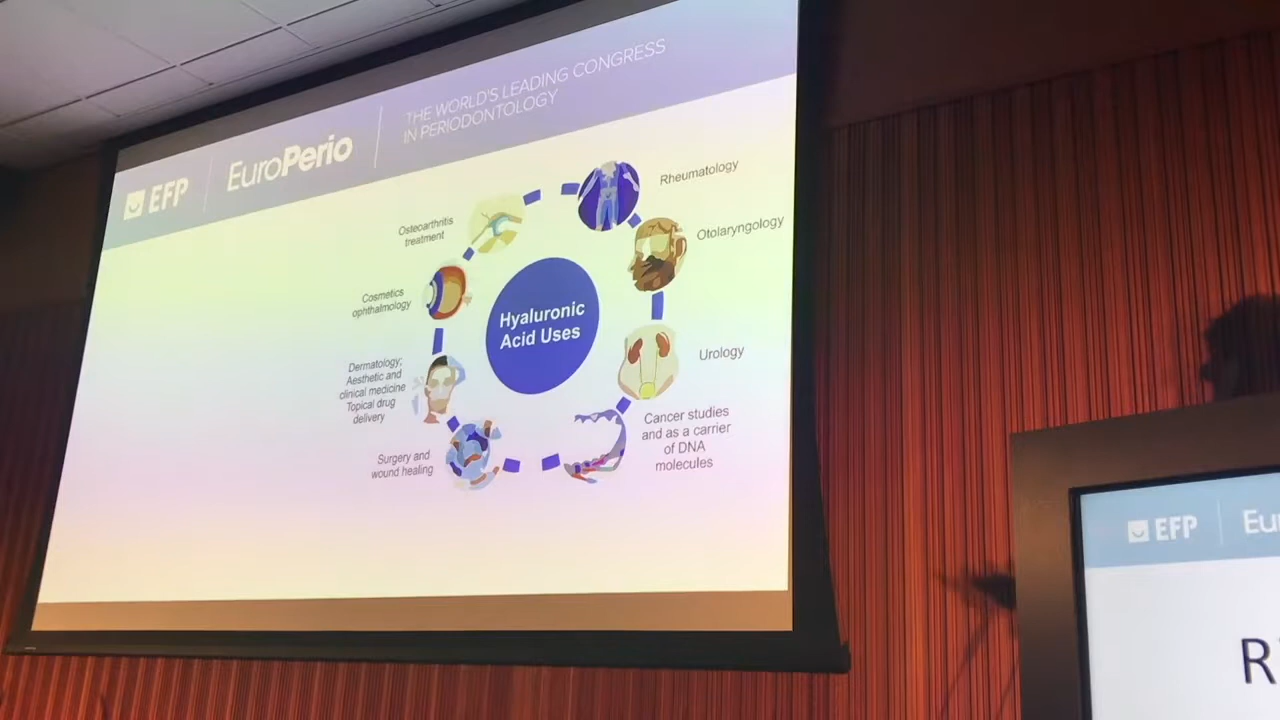 EFP
EuroPerio
THE WORLD'S LEADING CONGRESS
IN PERIODONTOLOGY
Rheumatology
Otolaryngology
Urology
Cancer studies
and as a carrier
of DNA
molecules
Surgery and
wound healing
Dermatology;
Aesthetic and
clinical medicine
Topical drug
delivery
Cosmetics
ophthalmology
Osteoarthritis
treatment
Hyaluronic
Acid Uses
EFP
Eu
R